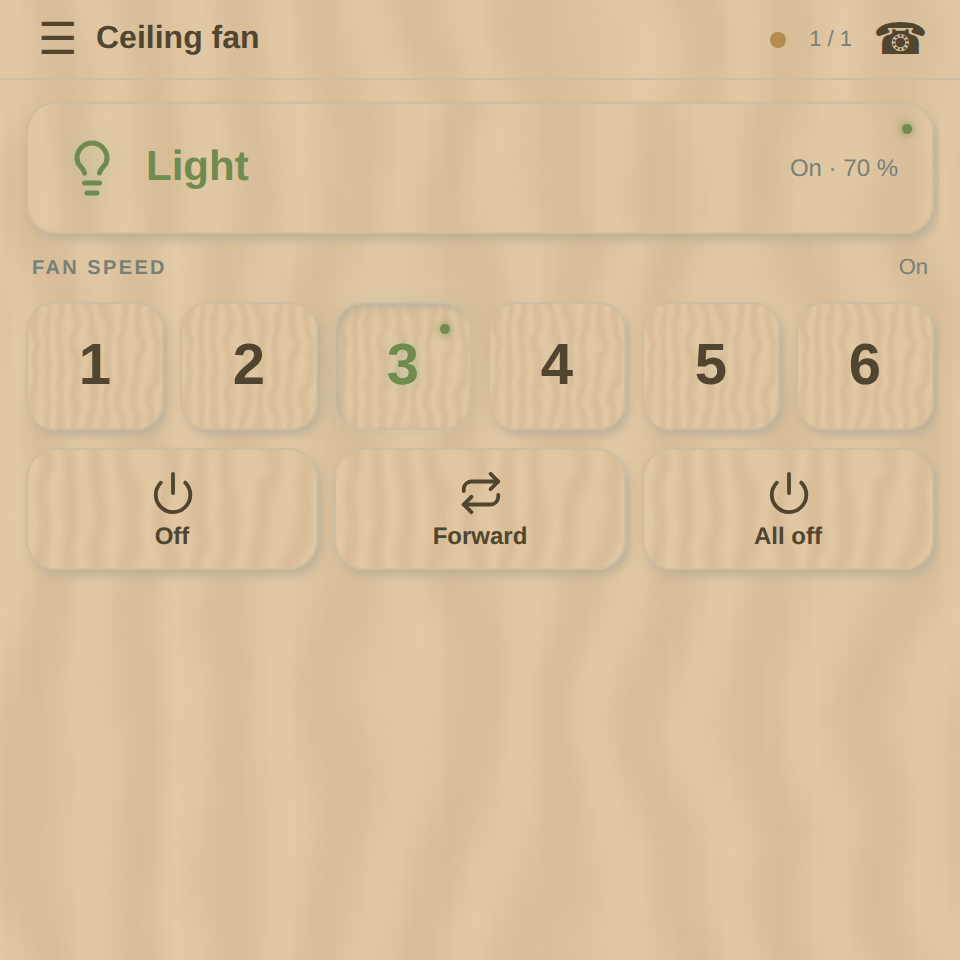 Ceiling fan
1 / 1
Light
On · 70 %
FAN SPEED
On
1 2 3 4 5 6
Off
Forward
All off